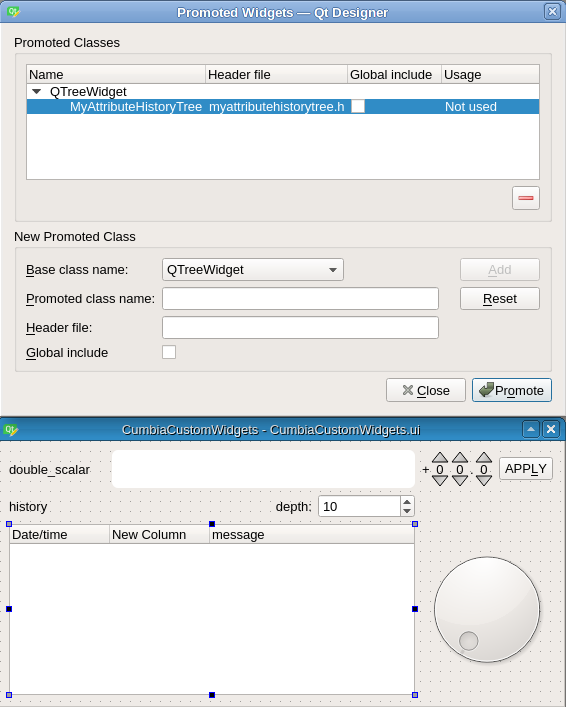 Promoted Widgets — Qt Designer
Promoted Classes
Name Header file Global include Usage
QTreeWidget
MyAttributeHistoryTree myattributehistorytree.h Not used
New Promoted Class
Base class name: QTreeWidget Add
Promoted class name: Reset
Header file:
Global include
Close Promote
CumbiaCustomWidgets - CumbiaCustomWidgets.ui
double_scalar + 0 0 . 0 APPLY
history depth: 10
Date/time New Column message